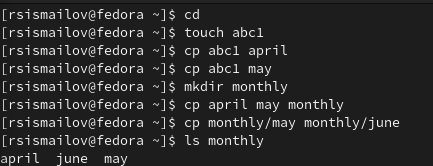 [rsismailov@fedora ~]$ cd
[rsismailov@fedora ~]$ touch abc1
[rsismailov@fedora ~]$ cp abc1 april
[rsismailov@fedora ~]$ cp abc1 may
[rsismailov@fedora ~]$ mkdir monthly
[rsismailov@fedora ~]$ cp april may monthly
[rsismailov@fedora ~]$ cp monthly/may monthly/june
[rsismailov@fedora ~]$ ls monthly
april  june  may